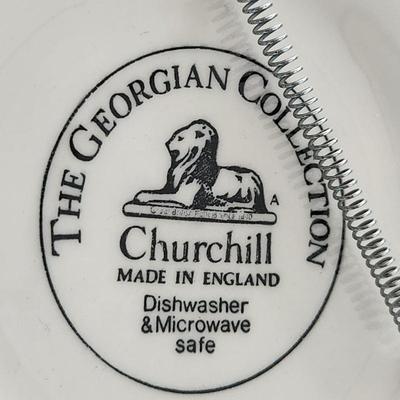 THE GEORGIAN COLLECTION
A
Churchill
MADE IN ENGLAND
Dishwasher
&Microwave
safe